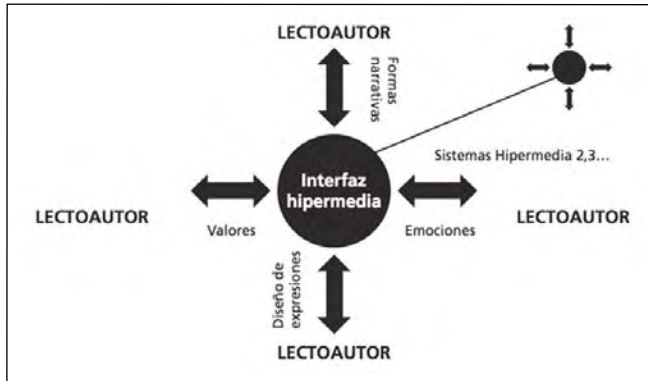 LECTOAUTOR
Formas
narrativas
Sistemas Hipermedia 2,3...
Interfaz
hipermedia
LECTOAUTOR
Valores
Emociones
LECTOAUTOR
Diseño de
expresiones
LECTOAUTOR